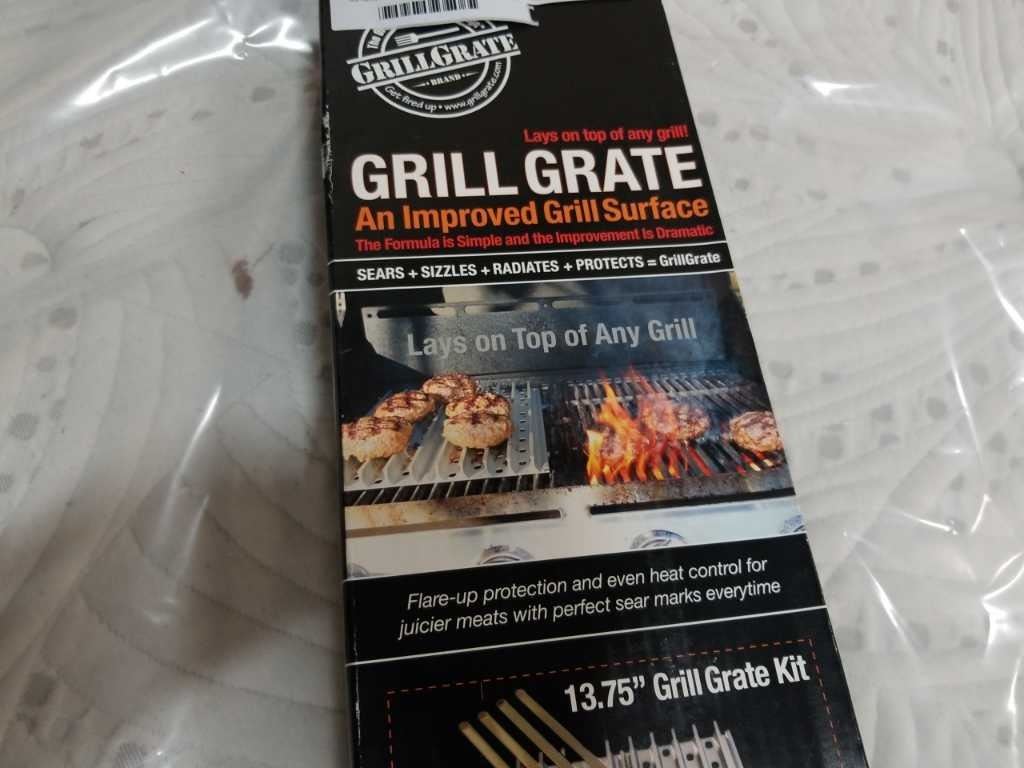 GRILLGRATE
BRAND
Get fired up • www.grillgrate.com
Lays on top of any grill!
GRILL GRATE
An Improved Grill Surface
The Formula is Simple and the Improvement Is Dramatic
SEARS + SIZZLES + RADIATES + PROTECTS = GrillGrate
Lays on Top of Any Grill
Flare-up protection and even heat control for
juicier meats with perfect sear marks everytime
13.75” Grill Grate Kit